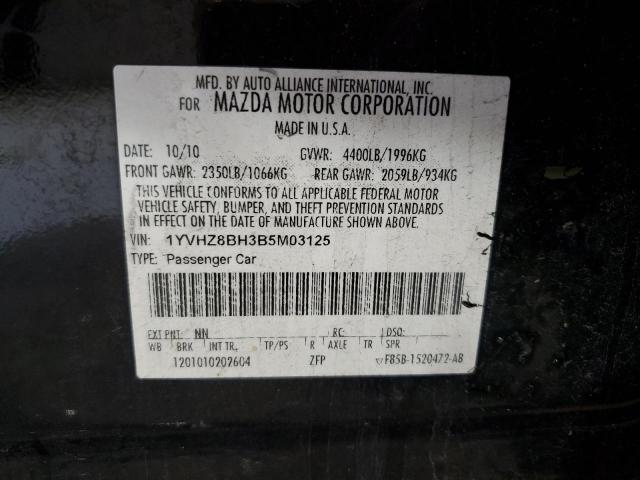 MFD. BY AUTO ALLIANCE INTERNATIONAL, INC.
FOR MAZDA MOTOR CORPORATION
MADE IN U.S.A.
DATE: 10/10 GVWR: 4400LB/1996KG
FRONT GAWR: 2350LB/1066KG REAR GAWR: 2059LB/934KG
THIS VEHICLE CONFORMS TO ALL APPLICABLE FEDERAL MOTOR
VEHICLE SAFETY, BUMPER, AND THEFT PREVENTION STANDARDS
IN EFFECT ON THE DATE OF MANUFACTURE SHOWN ABOVE.
VIN: 1YVHZ8BH3B5M03125
TYPE: Passenger Car
EXT PNT: NN RC: DSO:
WB BRK INT TR. TP/PS R AXLE TR SPR
1201010202604 ZFP ▽FB5B-1520472-AB